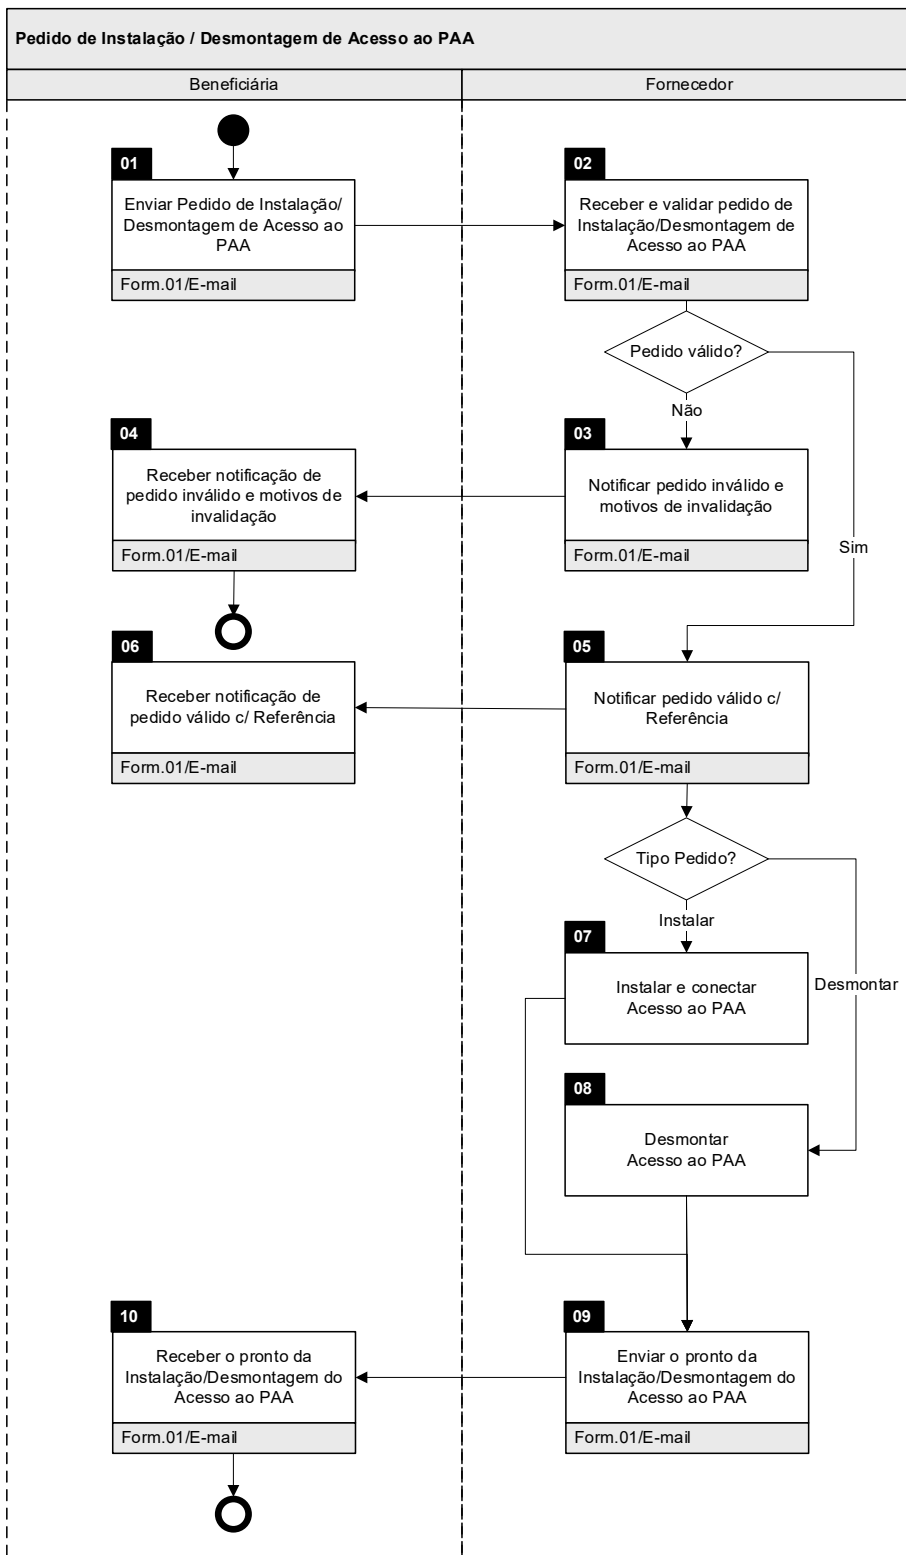 Pedido de Instalação / Desmontagem de Acesso ao PAA
Beneficiária
Fornecedor
01
Enviar Pedido de Instalação/
Desmontagem de Acesso ao
PAA
Form.01/E-mail
02
Receber e validar pedido de
Instalação/Desmontagem de
Acesso ao PAA
Form.01/E-mail
Pedido válido?
Não
Sim
03
Notificar pedido inválido e
motivos de invalidação
Form.01/E-mail
04
Receber notificação de
pedido inválido e motivos de
invalidação
Form.01/E-mail
05
Notificar pedido válido c/
Referência
Form.01/E-mail
06
Receber notificação de
pedido válido c/ Referência
Form.01/E-mail
Tipo Pedido?
Instalar
Desmontar
07
Instalar e conectar
Acesso ao PAA
08
Desmontar
Acesso ao PAA
09
Enviar o pronto da
Instalação/Desmontagem do
Acesso ao PAA
Form.01/E-mail
10
Receber o pronto da
Instalação/Desmontagem do
Acesso ao PAA
Form.01/E-mail